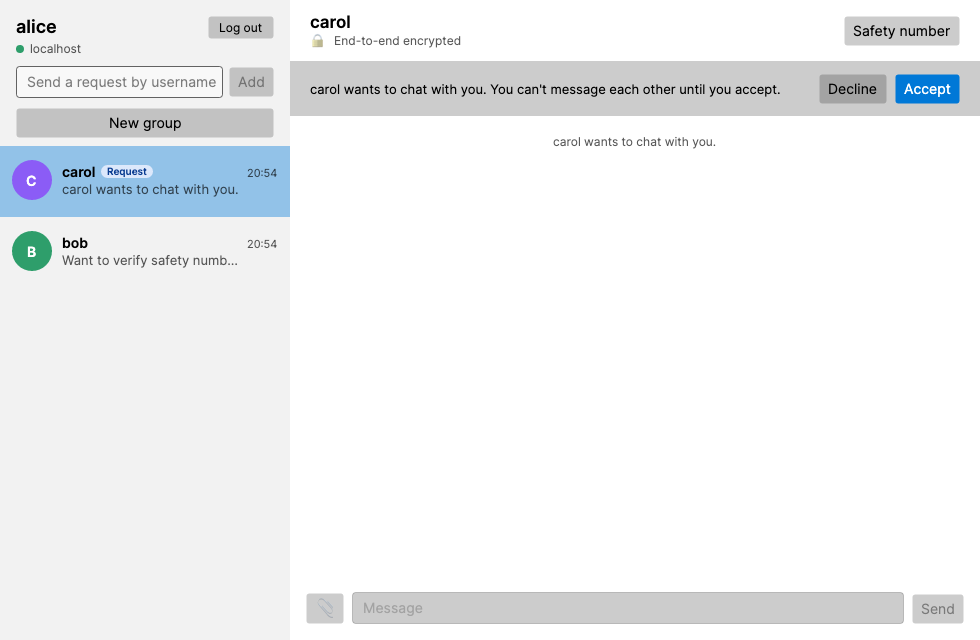 alice
Log out
localhost
Send a request by username
Add
New group
C
carol
Request
20:54
carol wants to chat with you.
B
bob
20:54
Want to verify safety numb...
carol
End-to-end encrypted
Safety number
carol wants to chat with you. You can't message each other until you accept.
Decline
Accept
carol wants to chat with you.
Message
Send